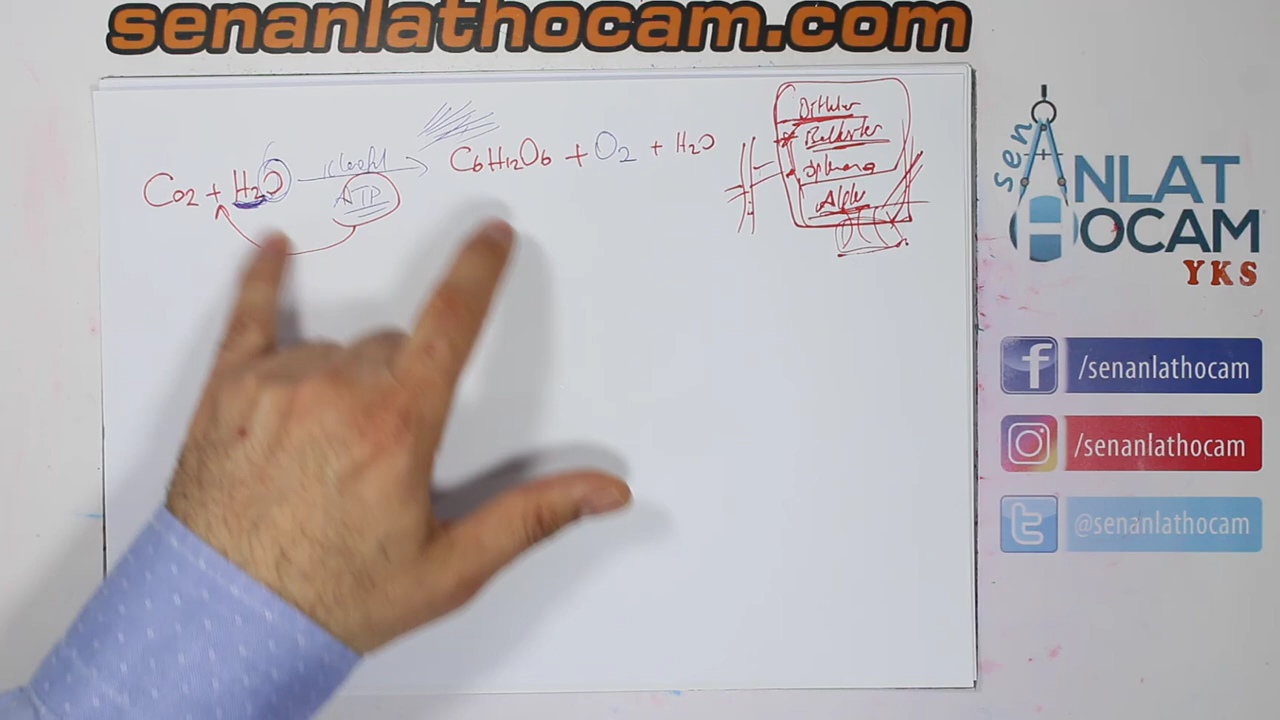 senanlathocam.com
CO2 + H2O klorofil ATP C6H12O6 + O2 + H2O
Bitkiler
Bakteriler
Öglena
Algler
sen
ANLAT
HOCAM
YKS
/senanlathocam
/senanlathocam
@senanlathocam